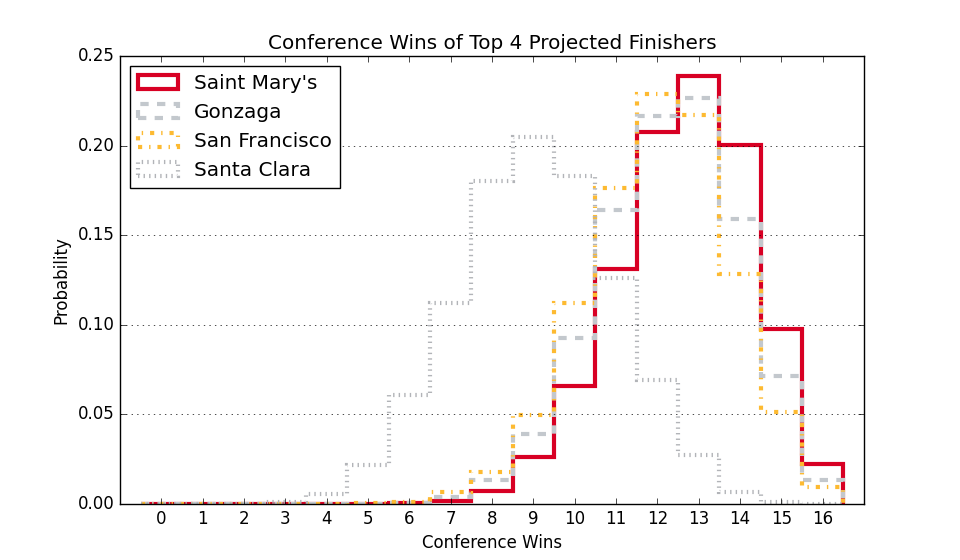 Conference Wins of Top 4 Projected Finishers
Saint Mary's
Gonzaga
San Francisco
Santa Clara
0.25
0.20
0.15
0.10
0.05
0.00
Probability
0 1 2 3 4 5 6 7 8 9 10 11 12 13 14 15 16
Conference Wins